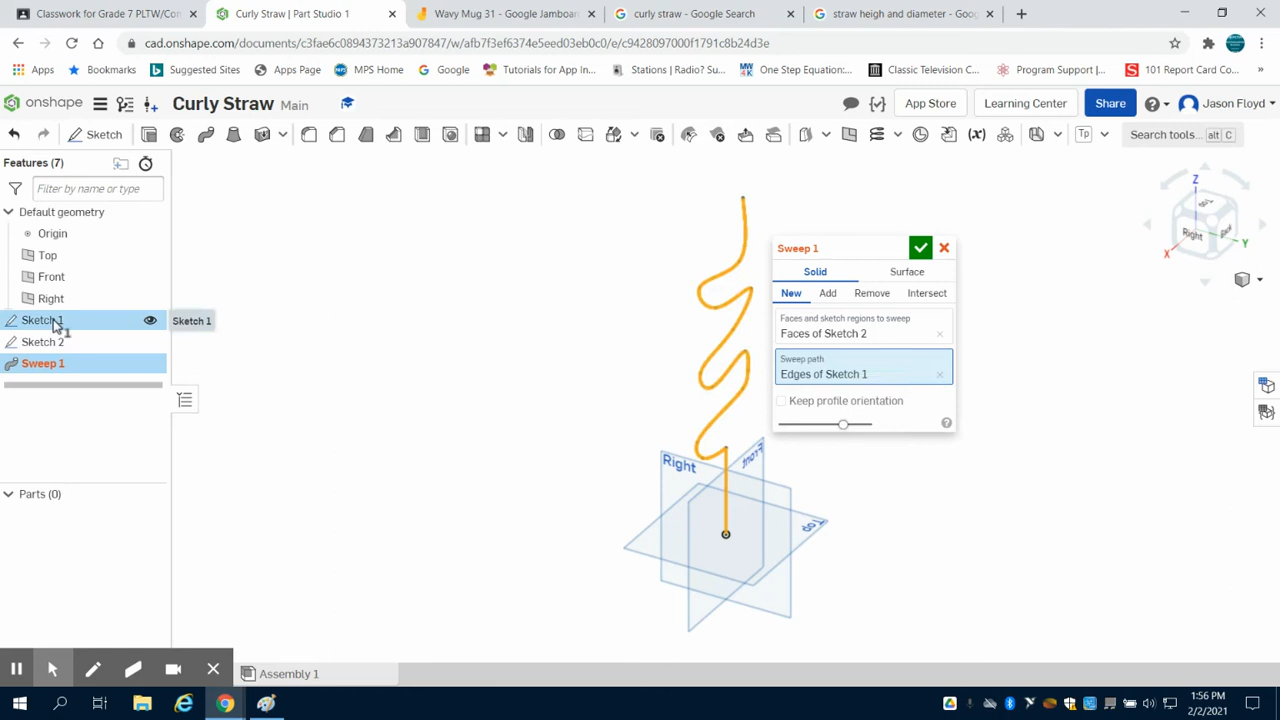 Classwork for Grade 7 PLTW/Con
Curly Straw | Part Studio 1
Wavy Mug 31 - Google Jamboard
curly straw - Google Search
straw heigh and diameter - Goog
cad.onshape.com/documents/c3fae6c0894373213a907847/w/afb7f3ef6374e5eed03eb0c0/e/c9428097000f1791c8b24d3e
Apps
Bookmarks
Suggested Sites
Apps Page
MPS Home
Google
Tutorials for App In...
Stations | Radio? Su...
One Step Equation:...
Classic Television C...
Program Support |...
101 Report Card Co...
onshape
Curly Straw Main
App Store
Learning Center
Share
Jason Floyd
Sketch
(x)
Tp
Search tools... alt C
Features (7)
Filter by name or type
Default geometry
Origin
Top
Front
Right
Sketch 1
Sketch 1
Sketch 2
Sweep 1
Parts (0)
Sweep 1
Solid
Surface
New
Add
Remove
Intersect
Faces and sketch regions to sweep
Faces of Sketch 2
Sweep path
Edges of Sketch 1
Keep profile orientation
Right
Front
Top
Z
Right
X
Y
Assembly 1
1:56 PM
2/2/2021